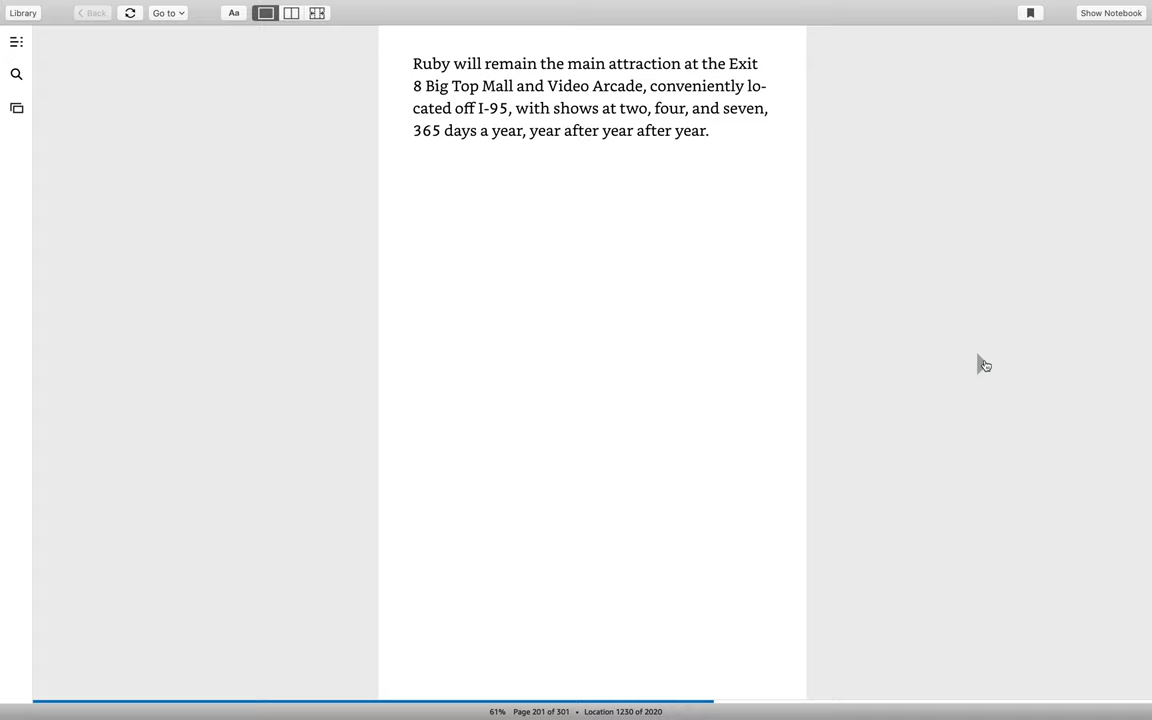 Library
Back
Go to
Aa
Show Notebook
Ruby will remain the main attraction at the Exit
8 Big Top Mall and Video Arcade, conveniently lo-
cated off I-95, with shows at two, four, and seven,
365 days a year, year after year after year.
61% Page 201 of 301 • Location 1230 of 2020